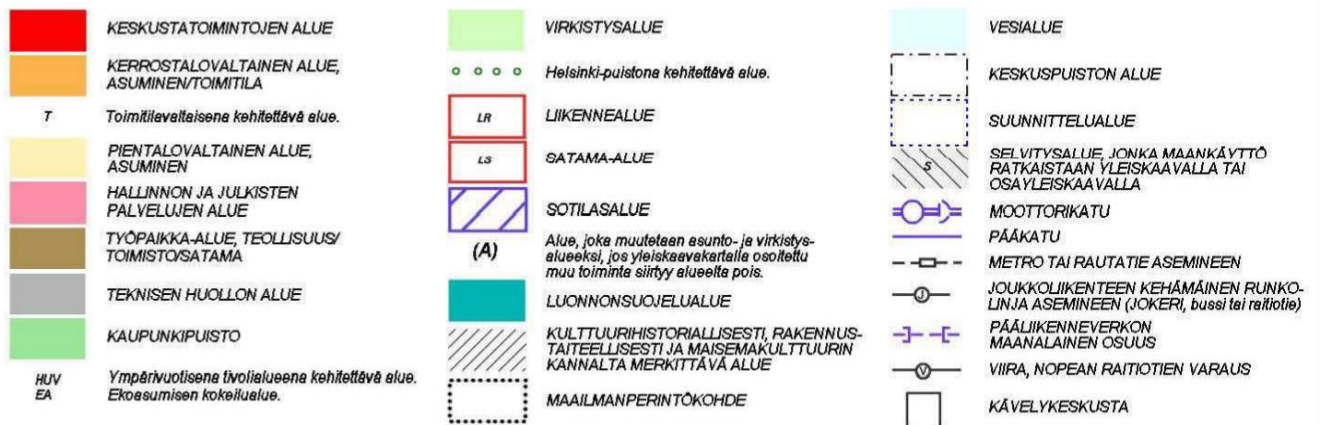 KESKUSTATOIMINTOJEN ALUE
KERROSTALOVALTAINEN ALUE,
ASUMINEN/TOIMITILA
T Toimitilavaltaisena kehitettävä alue.
PIENTALOVALTAINEN ALUE,
ASUMINEN
HALLINNON JA JULKISTEN
PALVELUJEN ALUE
TYÖPAIKKA-ALUE, TEOLLISUUS/
TOIMISTO/SATAMA
TEKNISEN HUOLLON ALUE
KAUPUNKIPUISTO
HUV Ympärivuotisena tivolialueena kehitettävä alue.
EA Ekoasumisen kokeilualue.
VIRKISTYSALUE
Helsinki-puistona kehitettävä alue.
LR LIIKENNEALUE
LS SATAMA-ALUE
SOTILASALUE
(A) Alue, joka muutetaan asunto- ja virkistys-
alueeksi, jos yleiskaavakartalla osoitettu
muu toiminta siirtyy alueelta pois.
LUONNONSUOJELUALUE
KULTTUURIHISTORIALLISESTI, RAKENNUS-
TAITEELLISESTI JA MAISEMAKULTTUURIN
KANNALTA MERKITTÄVÄ ALUE
MAAILMANPERINTÖKOHDE
VESIALUE
KESKUSPUISTON ALUE
SUUNNITTELUALUE
S SELVITYSALUE, JONKA MAANKÄYTTÖ
RATKAISTAAN YLEISKAAVALLA TAI
OSAYLEISKAAVALLA
MOOTTORIKATU
PÄÄKATU
METRO TAI RAUTATIE ASEMINEEN
J JOUKKOLIIKENTEEN KEHÄMÄINEN RUNKO-
LINJA ASEMINEEN (JOKERI, bussi tai raitiotie)
PÄÄLIIKENNEVERKON
MAANALAINEN OSUUS
V VIIRA, NOPEAN RAITIOTIEN VARAUS
KÄVELYKESKUSTA